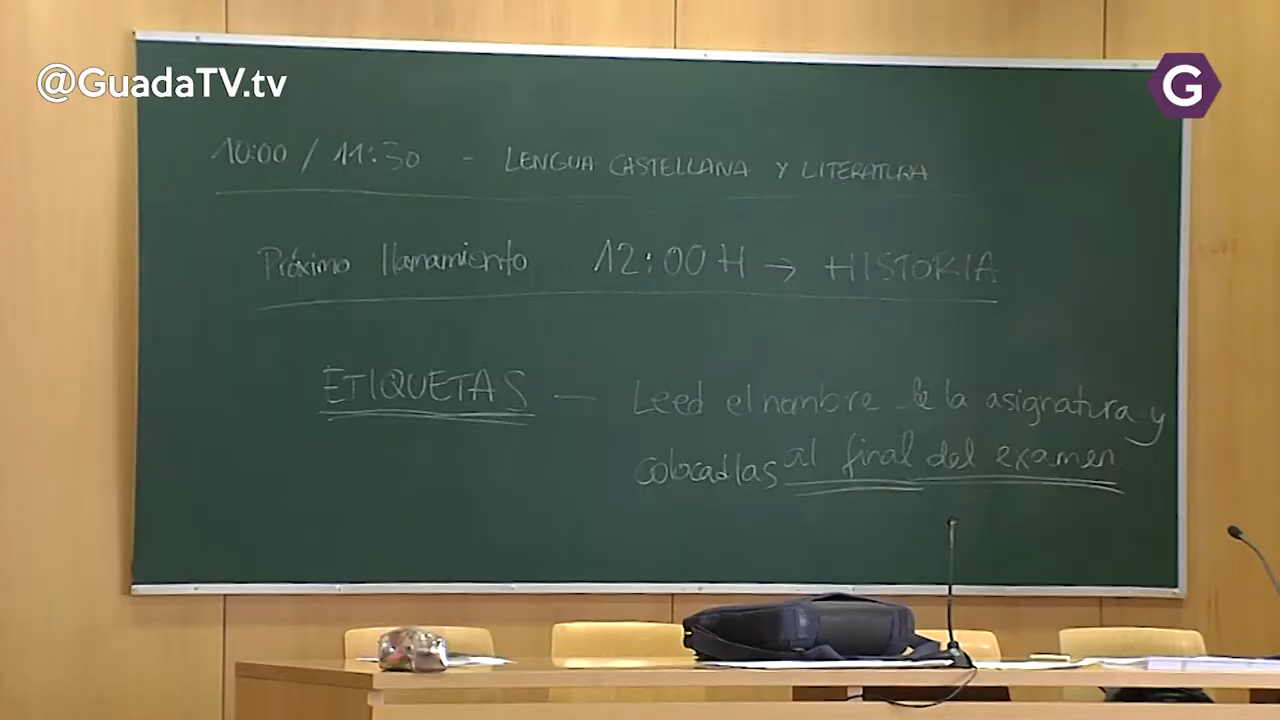 @GuadaTV.tv
G
10:00 / 11:30 - LENGUA CASTELLANA Y LITERATURA
Próximo llamamiento 12:00 H → HISTORIA
ETIQUETAS — Leed el nombre de la asignatura y
colocadlas al final del examen